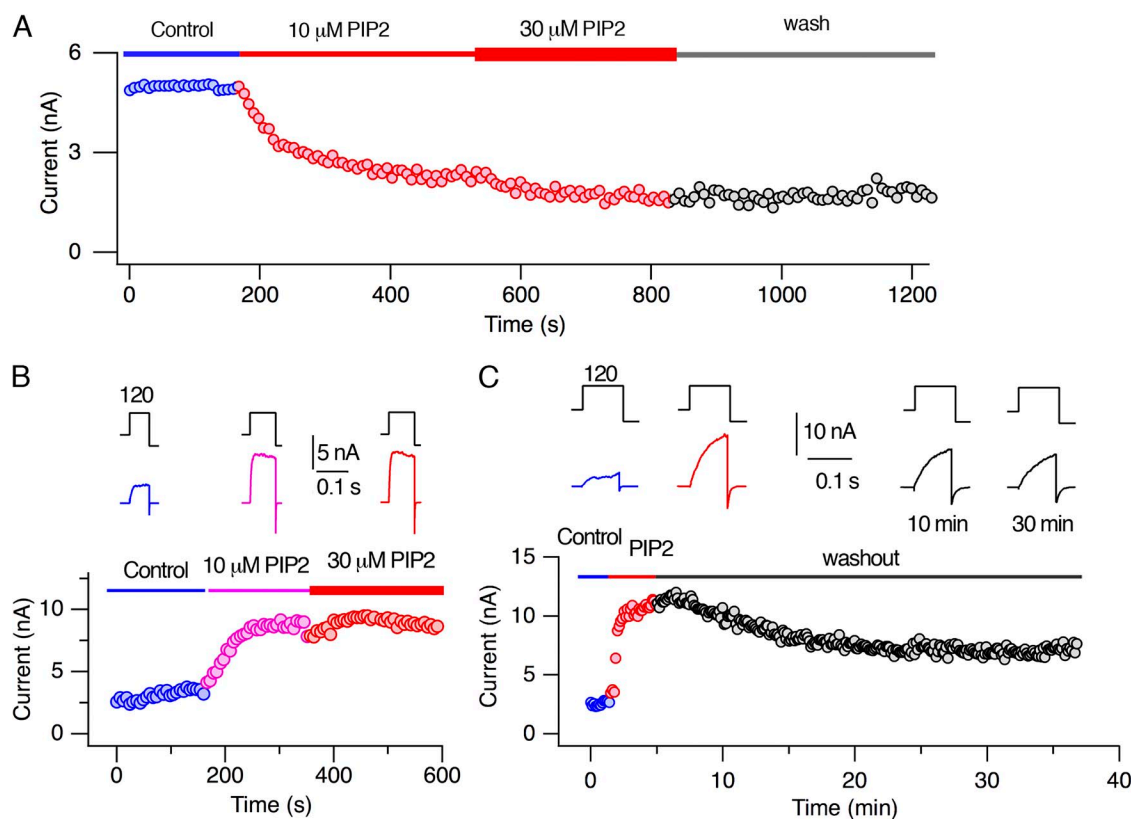 A
Control
10 μM PIP2
30 μM PIP2
wash
6
3
0
Current (nA)
0
200
400
600
800
1000
1200
Time (s)
B
120
5 nA
0.1 s
Control
10 μM PIP2
30 μM PIP2
10
5
0
Current (nA)
0
200
400
600
Time (s)
C
120
10 nA
0.1 s
10 min
30 min
Control
PIP2
washout
15
10
5
0
Current (nA)
0
10
20
30
40
Time (min)